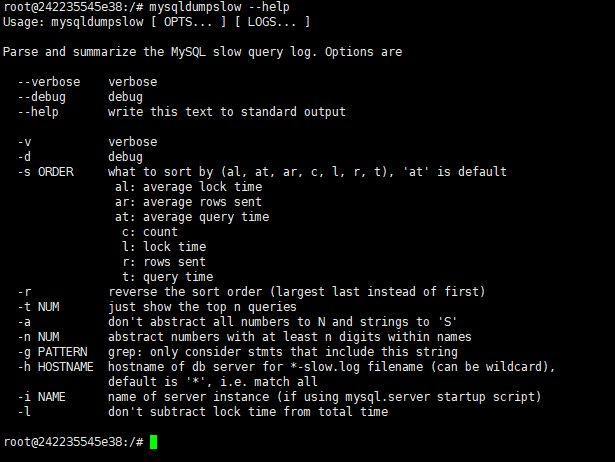 root@242235545e38:/# mysqldumpslow --help
Usage: mysqldumpslow [ OPTS... ] [ LOGS... ]
Parse and summarize the MySQL slow query log. Options are
--verbose    verbose
--debug      debug
--help       write this text to standard output
-v           verbose
-d           debug
-s ORDER     what to sort by (al, at, ar, c, l, r, t), 'at' is default
al: average lock time
ar: average rows sent
at: average query time
c: count
l: lock time
r: rows sent
t: query time
-r           reverse the sort order (largest last instead of first)
-t NUM       just show the top n queries
-a           don't abstract all numbers to N and strings to 'S'
-n NUM       abstract numbers with at least n digits within names
-g PATTERN   grep: only consider stmts that include this string
-h HOSTNAME  hostname of db server for *-slow.log filename (can be wildcard),
default is '*', i.e. match all
-i NAME      name of server instance (if using mysql.server startup script)
-l           don't subtract lock time from total time
root@242235545e38:/#